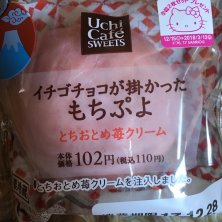 Uchi Café
SWEETS
イチゴチョコが掛かった
もちぷよ
とちおとめ苺クリーム
本体
価格
102円(税込110円)
とちおとめ苺クリームを注入しました。
12.28